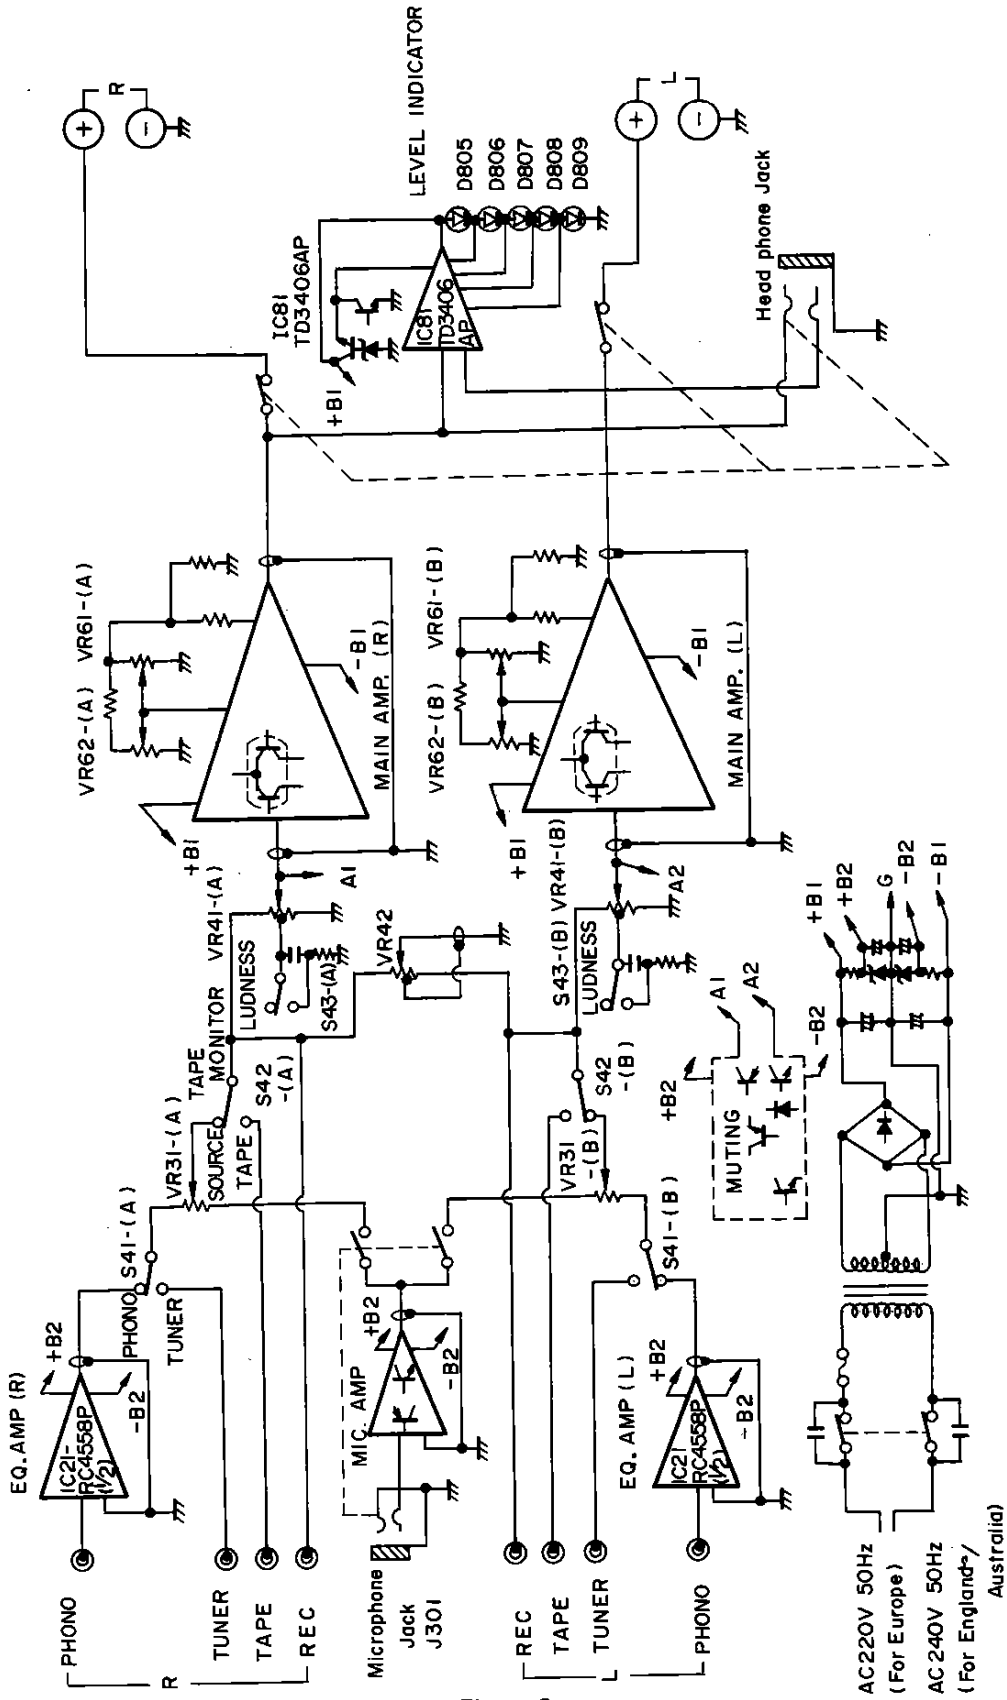 R
+
-
L
+
-
LEVEL INDICATOR
D805
D806
D807
D808
D809
IC81
TD3406AP
IC81
TD3406
AP
+B1
Head phone Jack
VR62-(A) VR61-(A)
-B1
MAIN AMP. (R)
+B1
VR62-(B) VR61-(B)
-B1
MAIN AMP. (L)
+B1
A1
VR41-(A)
TAPE
MONITOR
LUDNESS
S43-(A)
VR42
S43-(B) VR41-(B)
LUDNESS
A2
VR31-(A)
SOURCE
TAPE
S42
-(A)
S42
-(B)
VR31
-(B)
S41-(A)
PHONO
TUNER
S41-(B)
EQ.AMP (R)
+B2
-B2
IC21-
RC4558P
(1/2)
MIC. AMP
+B2
-B2
EQ. AMP (L)
+B2
-B2
IC21
RC4558P
(1/2)
+B2
A1
A2
-B2
MUTING
+B1
+B2
G
-B2
-B1
R
PHONO
TUNER
TAPE
REC
Microphone
Jack
J301
L
REC
TAPE
TUNER
PHONO
AC220V 50Hz
(For Europe)
AC240V 50Hz
(For England/
Australia)